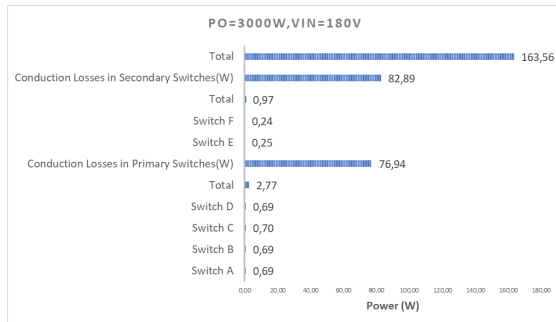 PO=3000W,VIN=180V
Total 163,56
Conduction Losses in Secondary Switches(W) 82,89
Total 0,97
Switch F 0,24
Switch E 0,25
Conduction Losses in Primary Switches(W) 76,94
Total 2,77
Switch D 0,69
Switch C 0,70
Switch B 0,69
Switch A 0,69
0,00 20,00 40,00 60,00 80,00 100,00 120,00 140,00 160,00 180,00
Power (W)